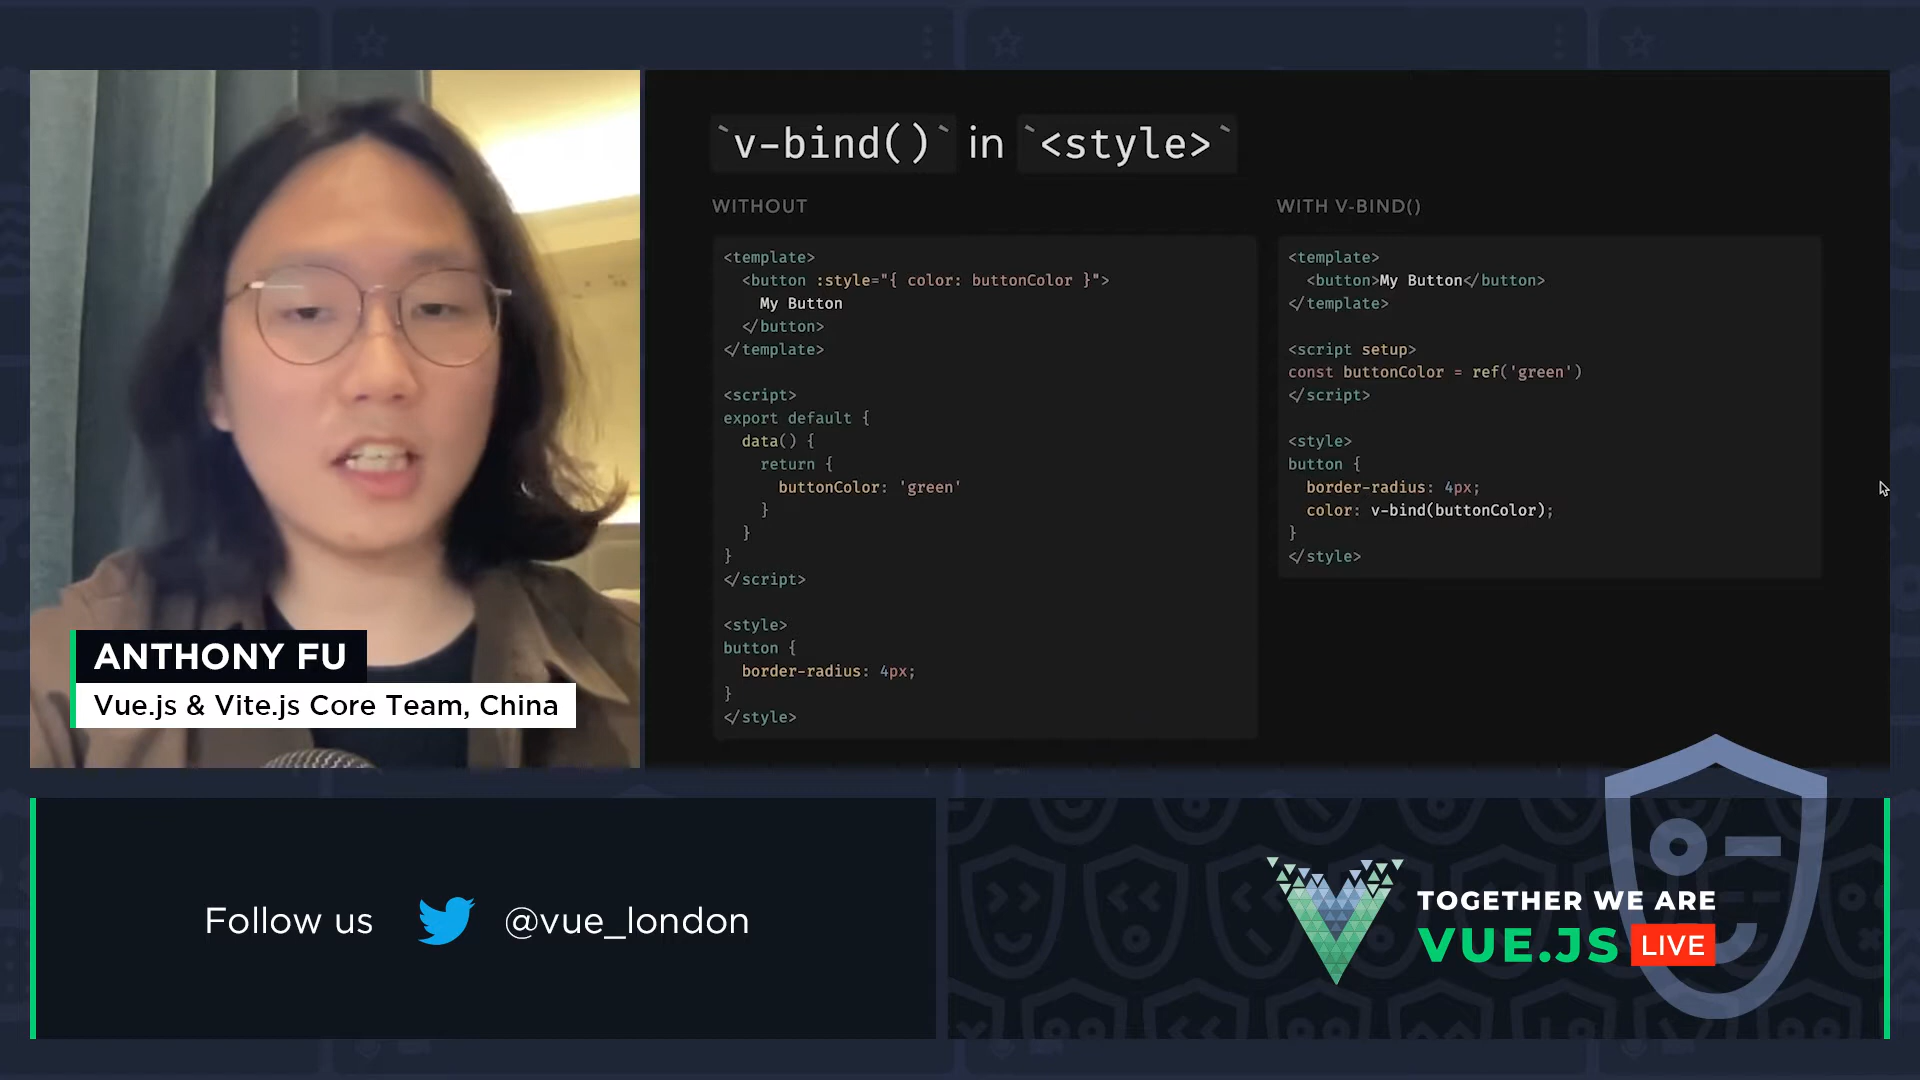 `v-bind()` in `<style>`
WITHOUT
<template>
  <button :style="{ color: buttonColor }">
    My Button
  </button>
</template>

<script>
export default {
  data() {
    return {
      buttonColor: 'green'
    }
  }
}
</script>

<style>
button {
  border-radius: 4px;
}
</style>
WITH V-BIND()
<template>
  <button>My Button</button>
</template>

<script setup>
const buttonColor = ref('green')
</script>

<style>
button {
  border-radius: 4px;
  color: v-bind(buttonColor);
}
</style>
ANTHONY FU
Vue.js & Vite.js Core Team, China
Follow us @vue_london
TOGETHER WE ARE
VUE.JS LIVE